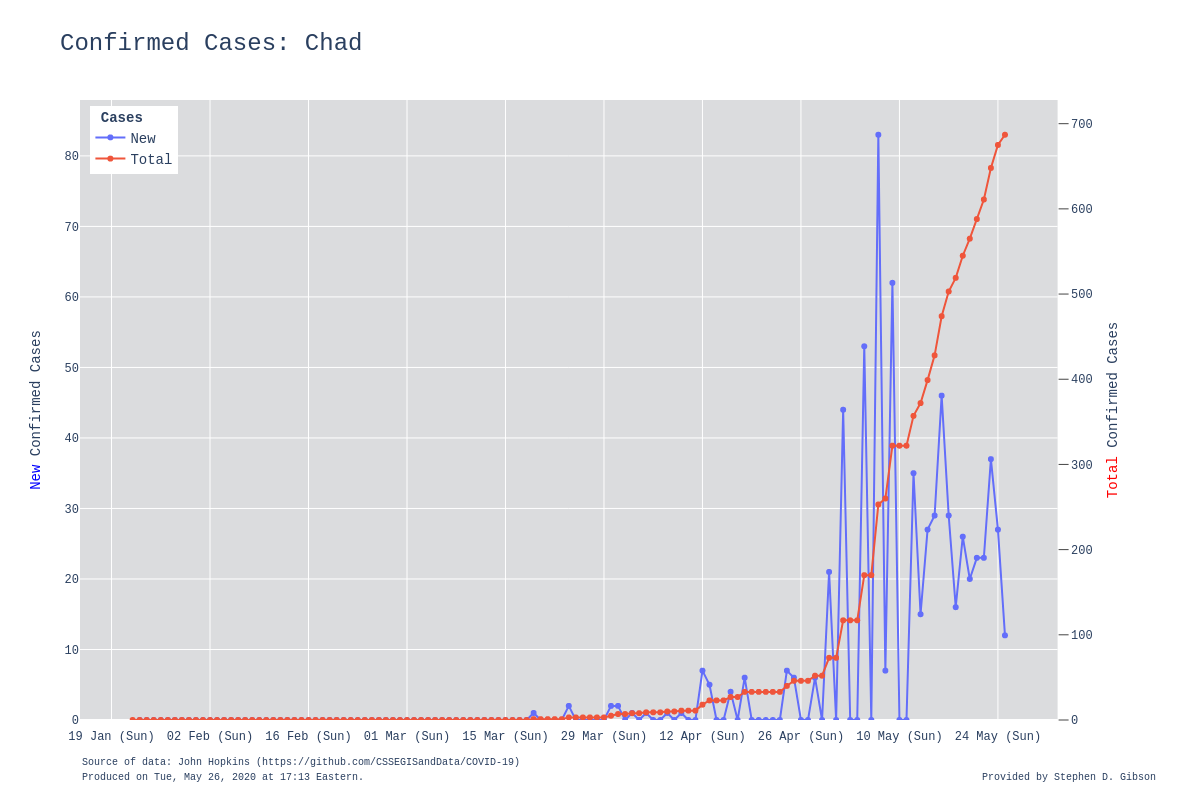 Confirmed Cases: Chad
Cases
New
Total
80
70
60
50
40
30
20
10
0
700
600
500
400
300
200
100
0
New Confirmed Cases
Total Confirmed Cases
19 Jan (Sun) 02 Feb (Sun) 16 Feb (Sun) 01 Mar (Sun) 15 Mar (Sun) 29 Mar (Sun) 12 Apr (Sun) 26 Apr (Sun) 10 May (Sun) 24 May (Sun)
Source of data: John Hopkins (https://github.com/CSSEGISandData/COVID-19)
Produced on Tue, May 26, 2020 at 17:13 Eastern.
Provided by Stephen D. Gibson